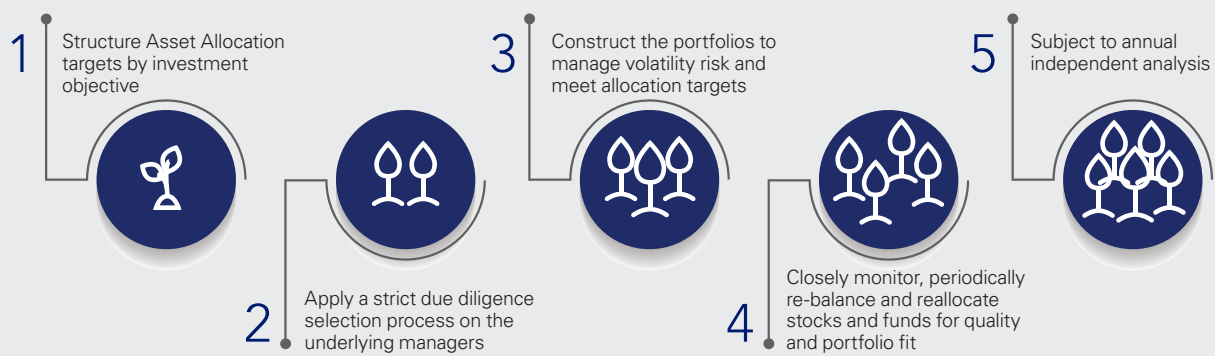 1
Structure Asset Allocation
targets by investment
objective
2
Apply a strict due diligence
selection process on the
underlying managers
3
Construct the portfolios to
manage volatility risk and
meet allocation targets
4
Closely monitor, periodically
re-balance and reallocate
stocks and funds for quality
and portfolio fit
5
Subject to annual
independent analysis